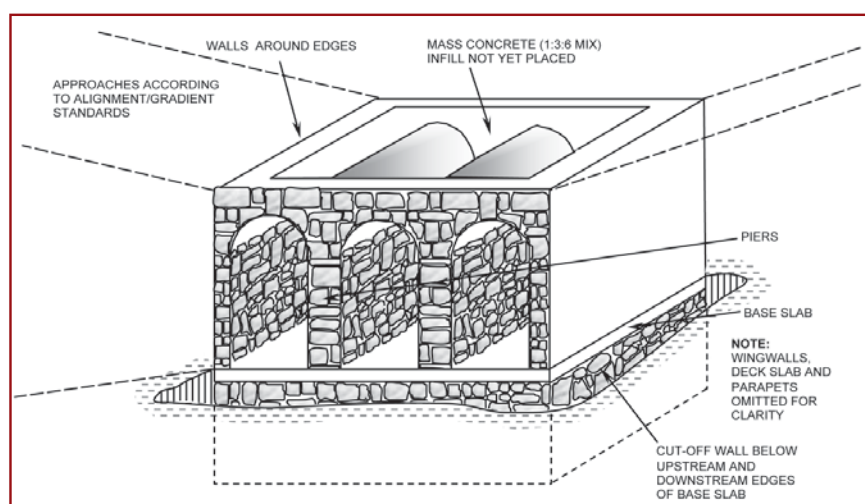 WALLS AROUND EDGES
MASS CONCRETE (1:3:6 MIX)
INFILL NOT YET PLACED
APPROACHES ACCORDING
TO ALIGNMENT/GRADIENT
STANDARDS
PIERS
BASE SLAB
NOTE:
WINGWALLS,
DECK SLAB AND
PARAPETS
OMITTED FOR
CLARITY
CUT-OFF WALL BELOW
UPSTREAM AND
DOWNSTREAM EDGES
OF BASE SLAB